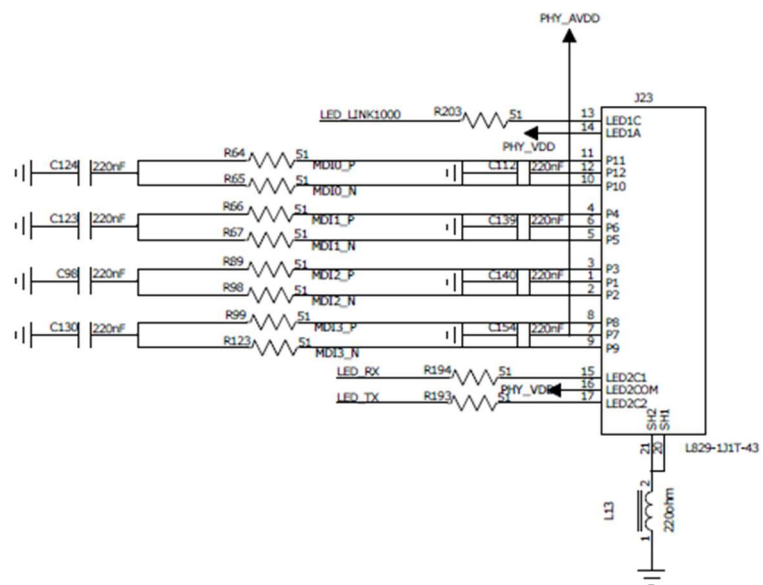 PHY_AVDD
J23
LED_LINK1000 R203 51 13 LED1C
14 LED1A
PHY_VDD
R64 51 MDI0_P 11 P11
C124 220nF C112 220nF 12 P12
R65 51 MDI0_N 10 P10
R66 51 MDI1_P 4 P4
C123 220nF C139 220nF 6 P6
R67 51 MDI1_N 5 P5
R89 51 MDI2_P 3 P3
C98 220nF C140 220nF 1 P1
R98 51 MDI2_N 2 P2
R99 51 MDI3_P 8 P8
C130 220nF C154 220nF 7 P7
R123 51 MDI3_N 9 P9
LED_RX R194 51 15 LED2C1
PHY_VDD 16 LED2COM
LED_TX R193 51 17 LED2C2
SH2 SH1
21 20
L829-1J1T-43
2
L13 220ohm
1